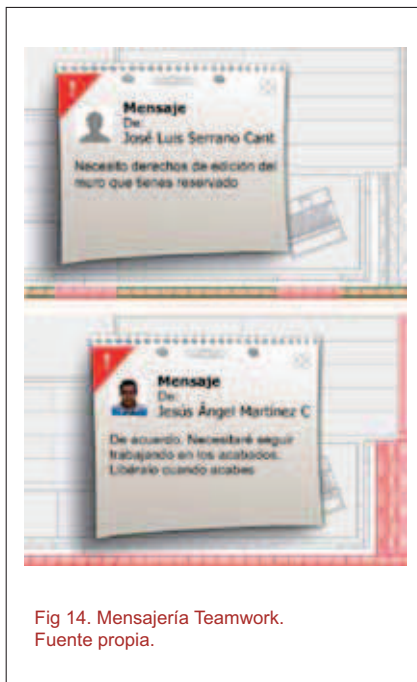 !
Mensaje
De:
José Luis Serrano Cant
Necesito derechos de edición del
muro que tienes reservado
!
Mensaje
De:
Jesús Ángel Martínez C
De acuerdo. Necesitaré seguir
trabajando en los acabados.
Libéralo cuando acabes
Fig 14. Mensajería Teamwork.
Fuente propia.